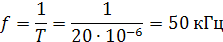 f = 1/T = 1/(20 · 10⁻⁶) = 50 кГц